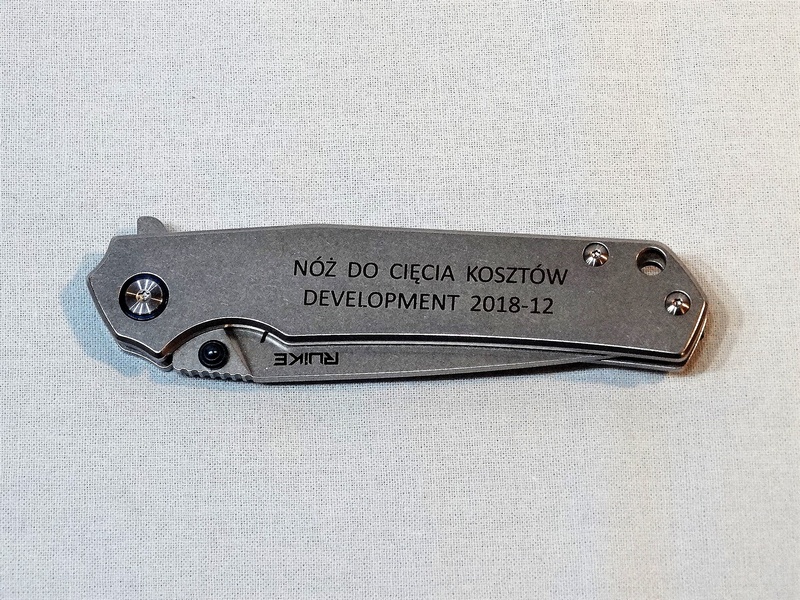 NÓŻ DO CIĘCIA KOSZTÓW
DEVELOPMENT 2018-12
RUIKE